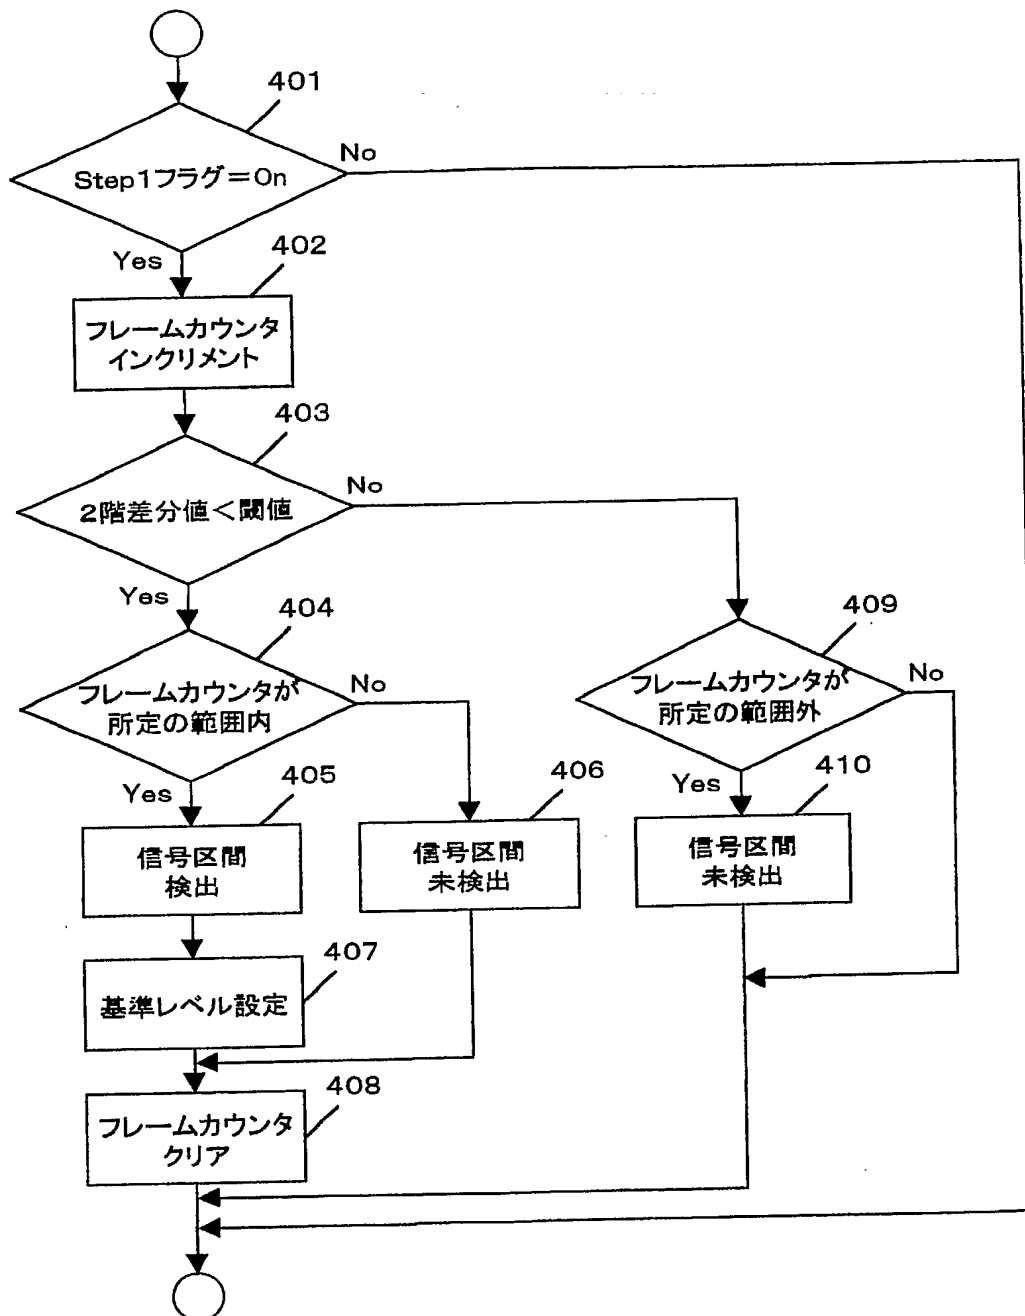 401
Step1フラグ＝On
No
Yes
402
フレームカウンタ
インクリメント
403
2階差分値＜閾値
No
Yes
404
フレームカウンタが
所定の範囲内
No
409
フレームカウンタが
所定の範囲外
No
Yes
405
信号区間
検出
406
信号区間
未検出
Yes
410
信号区間
未検出
407
基準レベル設定
408
フレームカウンタ
クリア